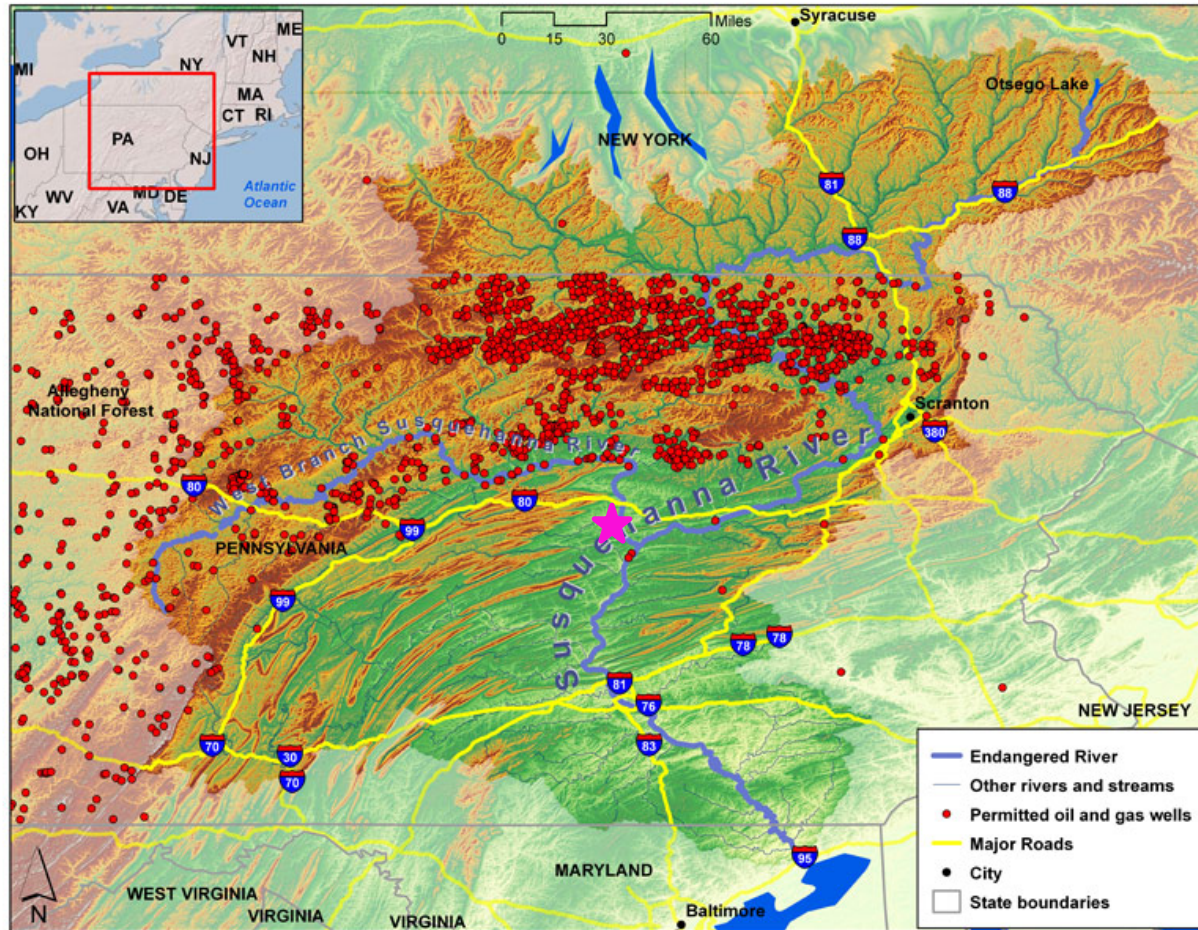 MI
NY
VT
ME
NH
MA
CT
RI
PA
OH
NJ
WV
MD
DE
VA
KY
Atlantic
Ocean
Miles
0
15
30
60
Syracuse
Otsego Lake
NEW YORK
81
88
88
Allegheny
National Forest
West Branch Susquehanna River
Scranton
380
80
80
99
PENNSYLVANIA
Susque anna River
99
78
78
81
76
83
70
30
70
NEW JERSEY
MARYLAND
95
WEST VIRGINIA
VIRGINIA
VIRGINIA
Baltimore
N
Endangered River
Other rivers and streams
Permitted oil and gas wells
Major Roads
City
State boundaries